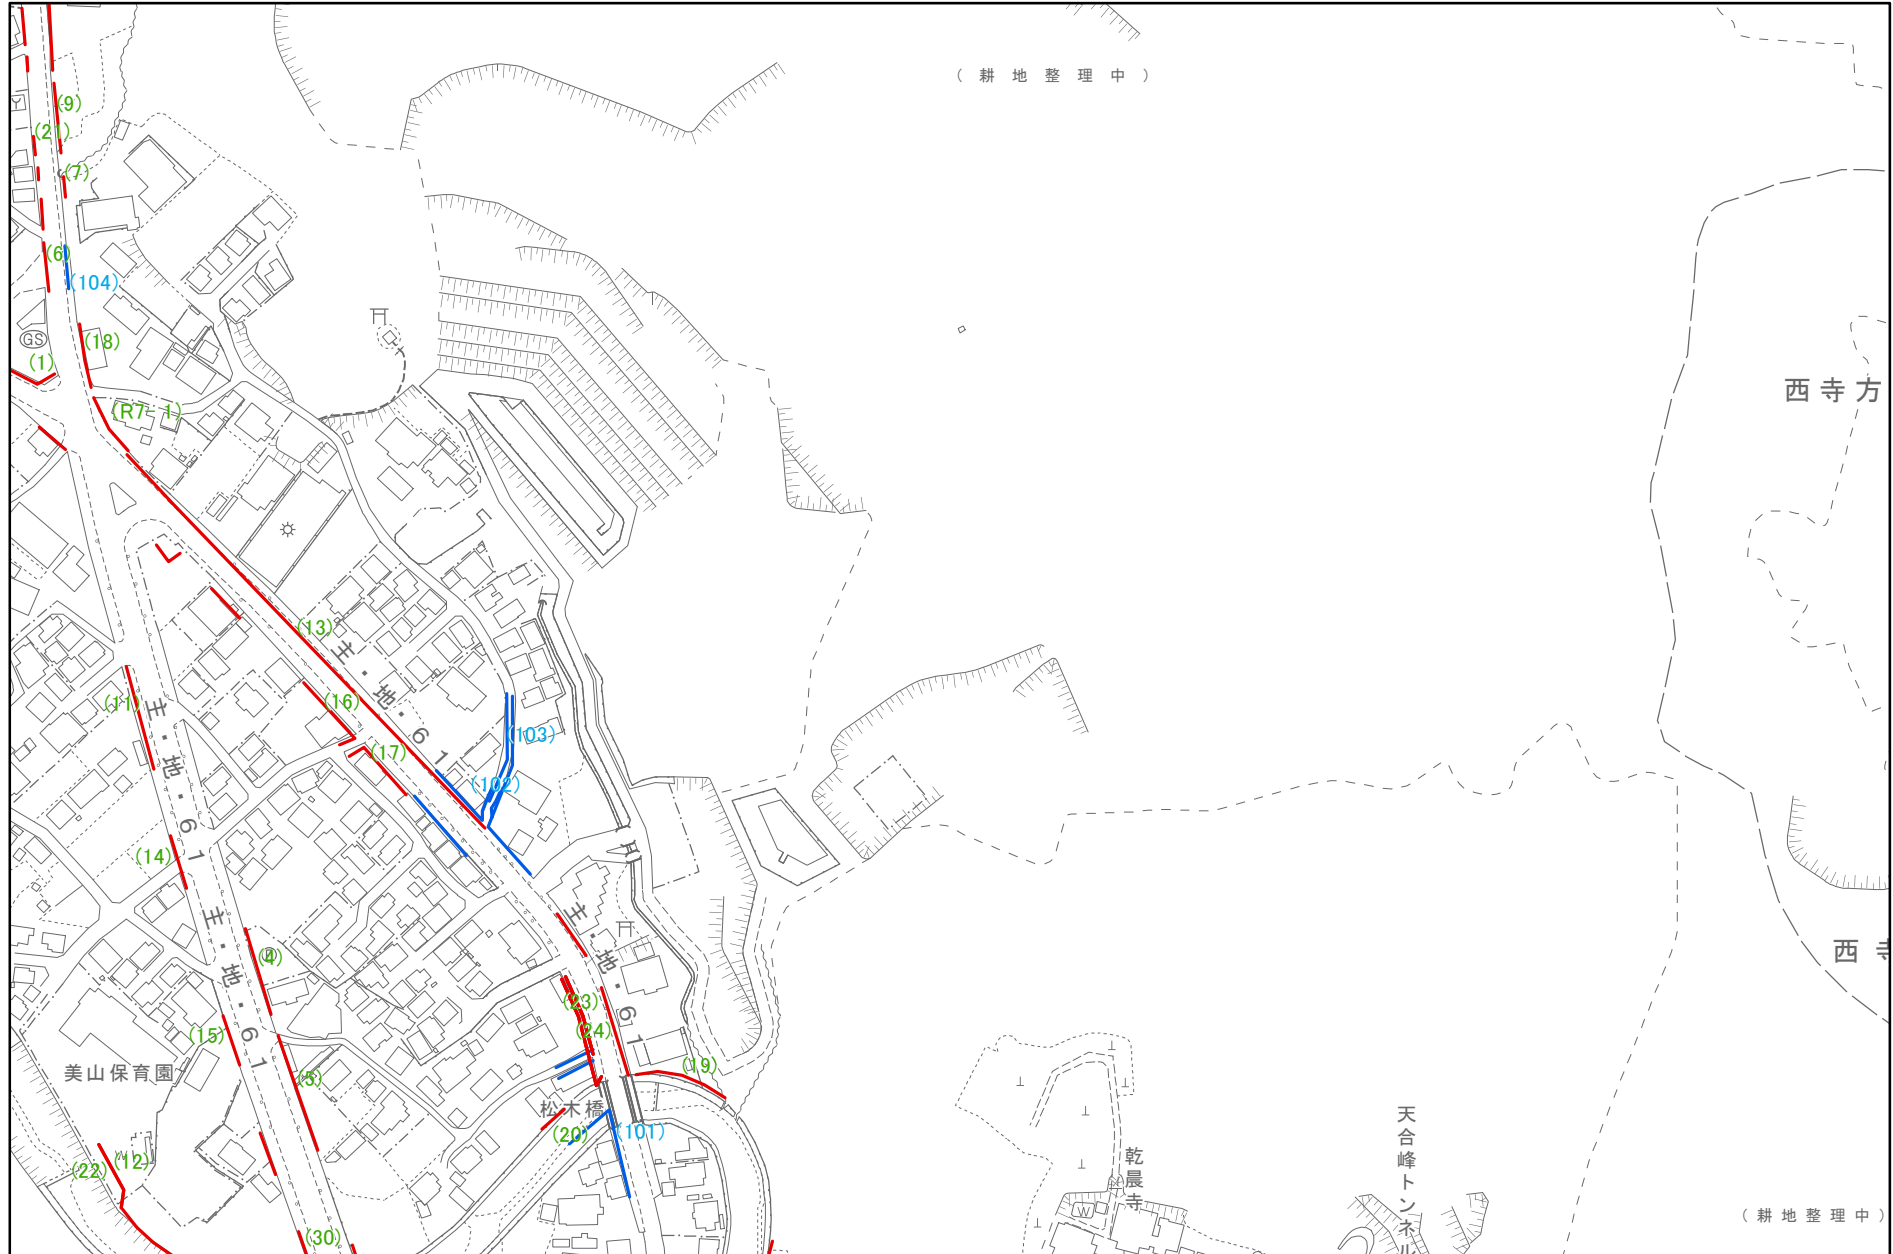 （耕地整理中）
(9)
(21)
(7)
(6)
(104)
GS
(18)
(1)
(R7-1)
西寺方
(13)
主・地・61
(16)
(11)
主・地・61
(17)
(103)
(102)
(14)
主・地・61
主・地・61
(4)
西寺
(23)
(24)
(15)
(19)
美山保育園
(5)
松木橋
(20)
(101)
天合峰トンネル
乾晨寺
(12)
(22)
W
（耕地整理中）
(30)